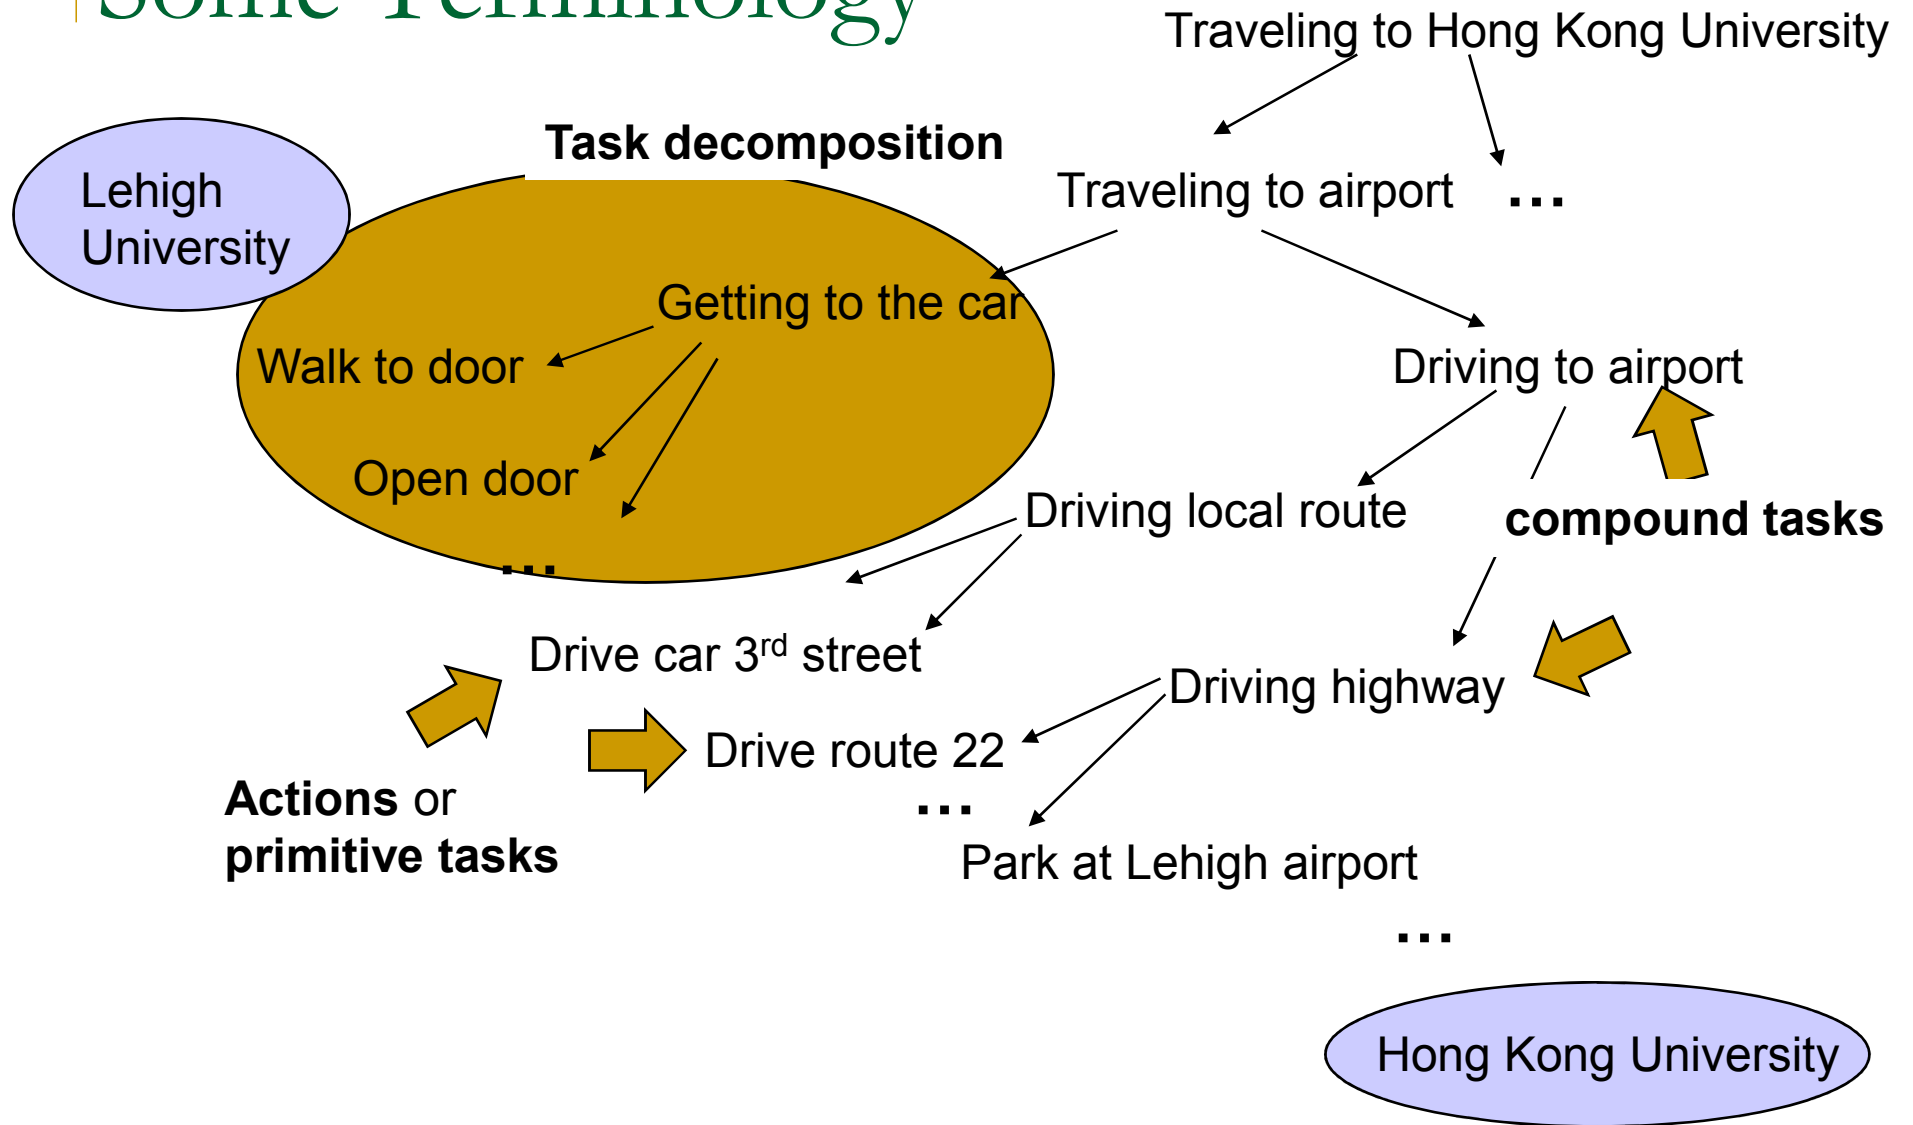 Some Terminology
Traveling to Hong Kong University
Task decomposition
Lehigh
University
Traveling to airport ...
Getting to the car
Walk to door
Driving to airport
Open door
Driving local route
compound tasks
...
Drive car 3rd street
Driving highway
Drive route 22
Actions or
primitive tasks
...
Park at Lehigh airport
...
Hong Kong University